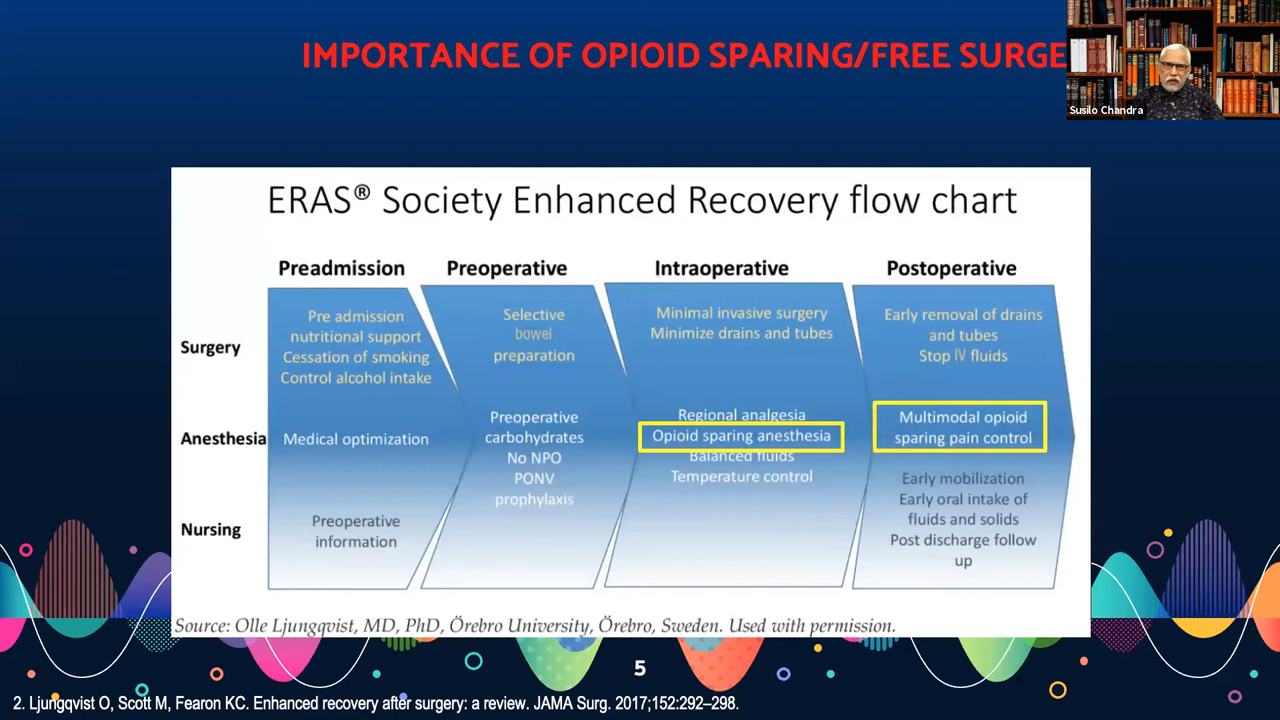 IMPORTANCE OF OPIOID SPARING/FREE SURGE
Susilo Chandra
ERAS® Society Enhanced Recovery flow chart
Preadmission
Preoperative
Intraoperative
Postoperative
Surgery
Pre admission
nutritional support
Cessation of smoking
Control alcohol intake
Selective
bowel
preparation
Minimal invasive surgery
Minimize drains and tubes
Early removal of drains
and tubes
Stop IV fluids
Anesthesia
Medical optimization
Preoperative
carbohydrates
No NPO
PONV
prophylaxis
Regional analgesia
Opioid sparing anesthesia
Balanced fluids
Temperature control
Multimodal opioid
sparing pain control
Nursing
Preoperative
information
Early mobilization
Early oral intake of
fluids and solids
Post discharge follow
up
Source: Olle Ljungqvist, MD, PhD, Örebro University, Örebro, Sweden. Used with permission.
5
2. Ljungqvist O, Scott M, Fearon KC. Enhanced recovery after surgery: a review. JAMA Surg. 2017;152:292–298.